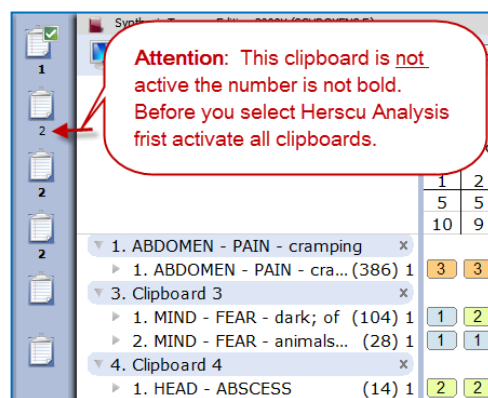 Attention: This clipboard is not
active the number is not bold.
Before you select Herscu Analysis
frist activate all clipboards.
1
2
2
2
1 2
5 5
10 9
1. ABDOMEN - PAIN - cramping x
1. ABDOMEN - PAIN - cra... (386) 1 3 3
3. Clipboard 3 x
1. MIND - FEAR - dark; of (104) 1 1 2
2. MIND - FEAR - animals... (28) 1 1 1
4. Clipboard 4 x
1. HEAD - ABSCESS (14) 1 2 2